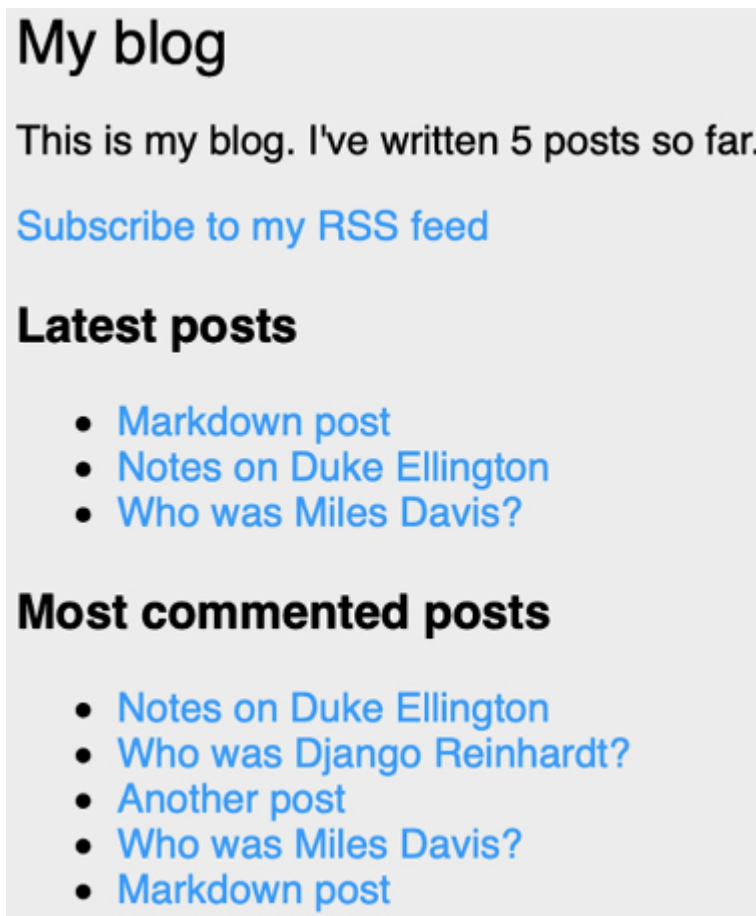 My blog
This is my blog. I've written 5 posts so far.
Subscribe to my RSS feed
Latest posts
Markdown post
Notes on Duke Ellington
Who was Miles Davis?
Most commented posts
Notes on Duke Ellington
Who was Django Reinhardt?
Another post
Who was Miles Davis?
Markdown post